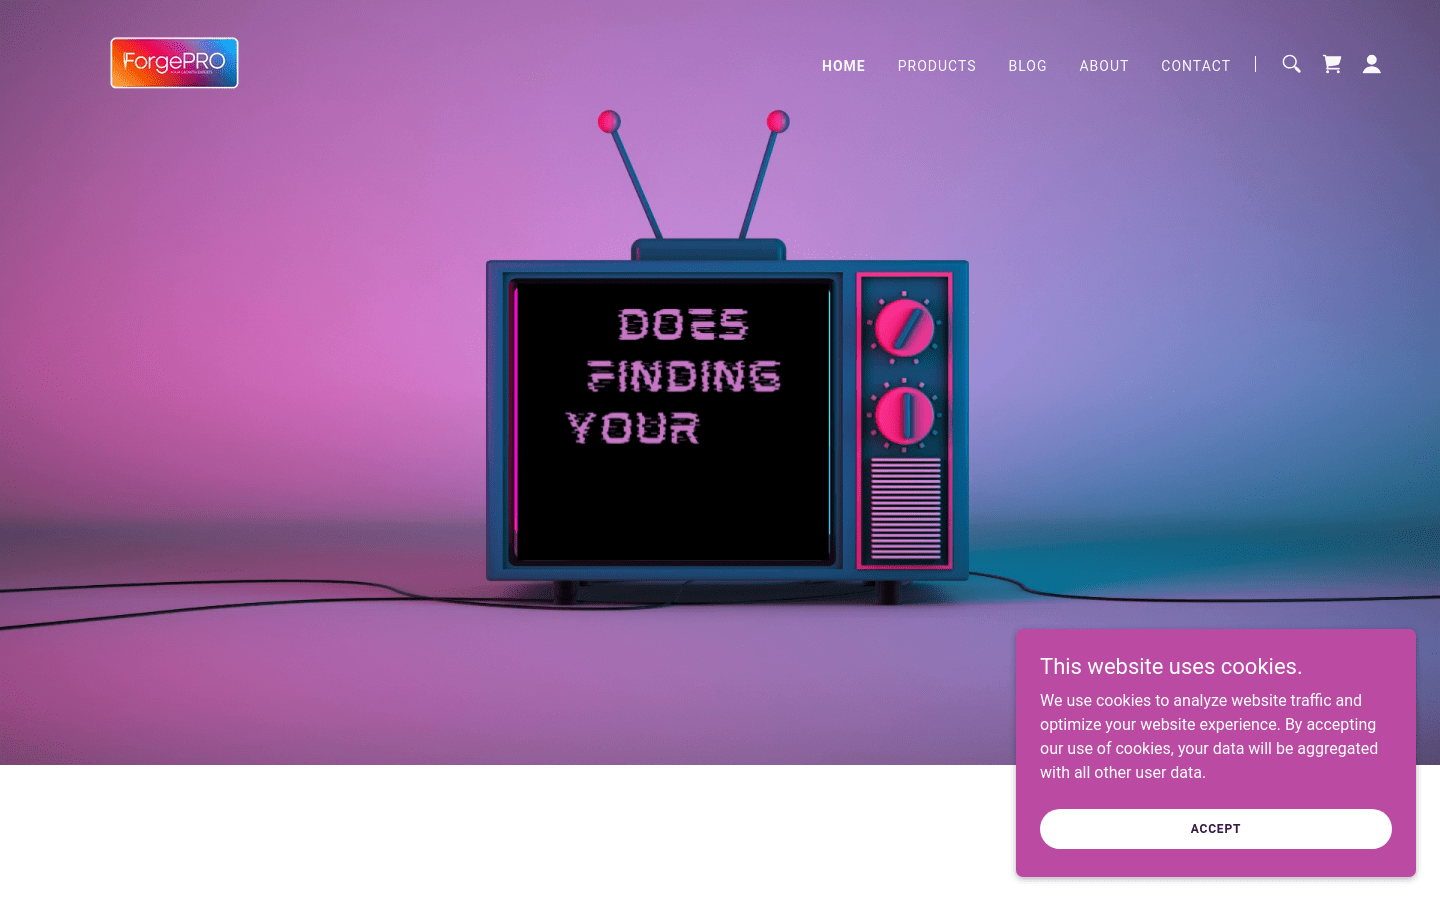 ForgePRO
HOME
PRODUCTS
BLOG
ABOUT
CONTACT
DOES
FINDING
YOUR
This website uses cookies.
We use cookies to analyze website traffic and
optimize your website experience. By accepting
our use of cookies, your data will be aggregated
with all other user data.
ACCEPT